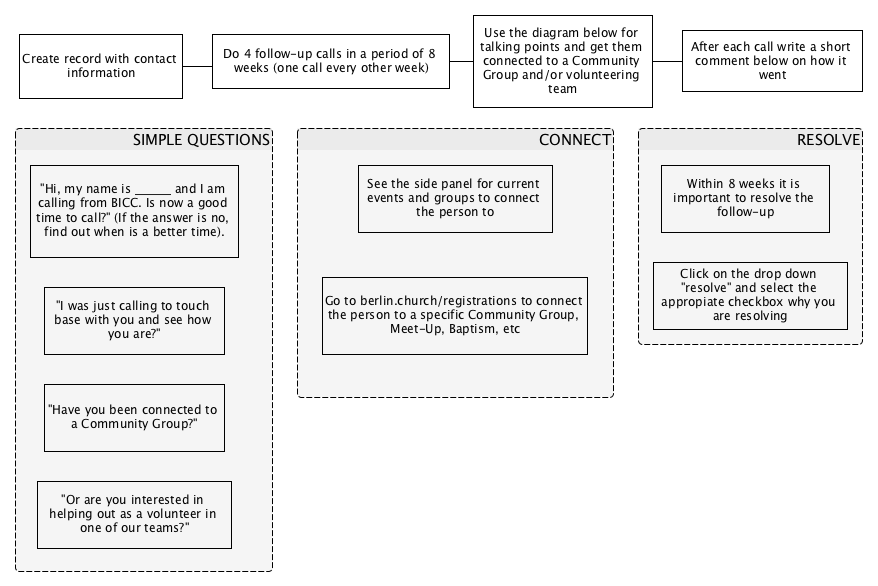 Create record with contact
information
Do 4 follow-up calls in a period of 8
weeks (one call every other week)
Use the diagram below for
talking points and get them
connected to a Community
Group and/or volunteering
team
After each call write a short
comment below on how it
went
SIMPLE QUESTIONS
"Hi, my name is ______ and I am
calling from BICC. Is now a good
time to call?" (If the answer is no,
find out when is a better time).
"I was just calling to touch
base with you and see how
you are?"
"Have you been connected to
a Community Group?"
"Or are you interested in
helping out as a volunteer in
one of our teams?"
CONNECT
See the side panel for current
events and groups to connect
the person to
Go to berlin.church/registrations to connect
the person to a specific Community Group,
Meet-Up, Baptism, etc
RESOLVE
Within 8 weeks it is
important to resolve the
follow-up
Click on the drop down
"resolve" and select the
appropiate checkbox why you
are resolving